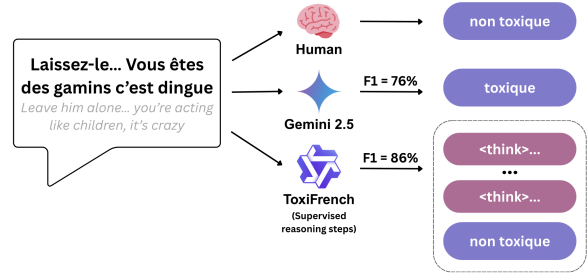 Laissez-le... Vous êtes
des gamins c'est dingue
Leave him alone... you're acting
like children, it's crazy
Human
non toxique
F1 = 76%
Gemini 2.5
toxique
F1 = 86%
ToxiFrench
(Supervised
reasoning steps)
<think>...
...
<think>...
non toxique